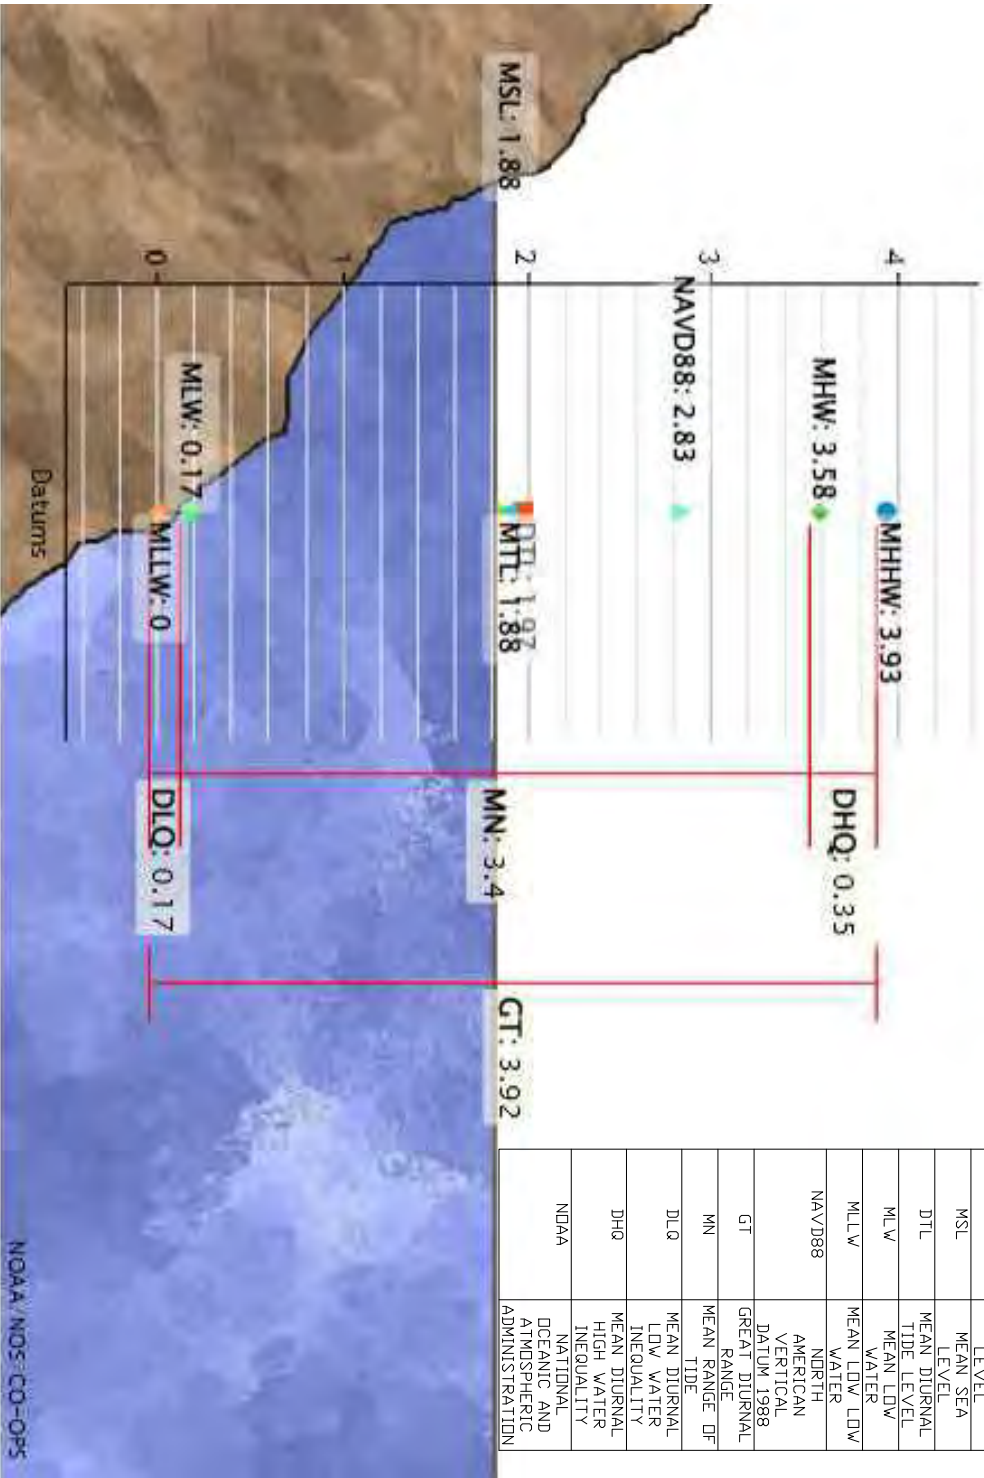 4
3
2
1
0
MHHW: 3.93
DHQ: 0.35
MHW: 3.58
NAVD88: 2.83
DTL: 1.97
MSL: 1.88
MTL: 1.88
MN: 3.4
GT: 3.92
MLW: 0.17
MLLW: 0
DLQ: 0.17
Datums
NOAA/NOS/CO-OPS
LEVEL
MSL
MEAN SEA
LEVEL
DTL
MEAN DIURNAL
TIDE LEVEL
MLW
MEAN LOW
WATER
MLLW
MEAN LOW LOW
WATER
NAVD88
NORTH
AMERICAN
VERTICAL
DATUM 1988
GT
GREAT DIURNAL
RANGE
MN
MEAN RANGE OF
TIDE
DLQ
MEAN DIURNAL
LOW WATER
INEQUALITY
DHQ
MEAN DIURNAL
HIGH WATER
INEQUALITY
NOAA
NATIONAL
OCEANIC AND
ATMOSPHERIC
ADMINISTRATION